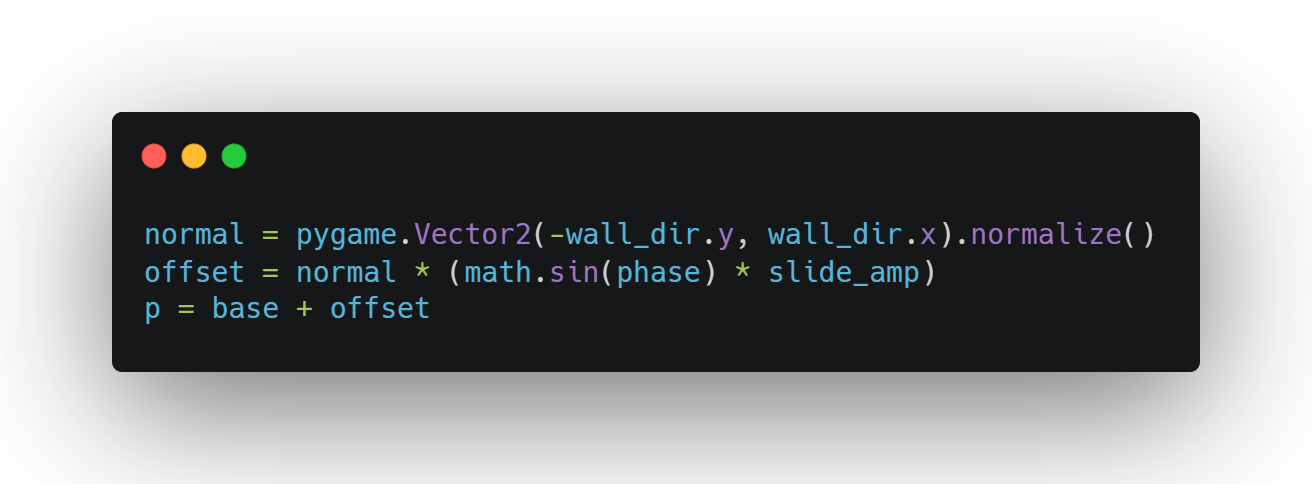 normal = pygame.Vector2(-wall_dir.y, wall_dir.x).normalize()
offset = normal * (math.sin(phase) * slide_amp)
p = base + offset